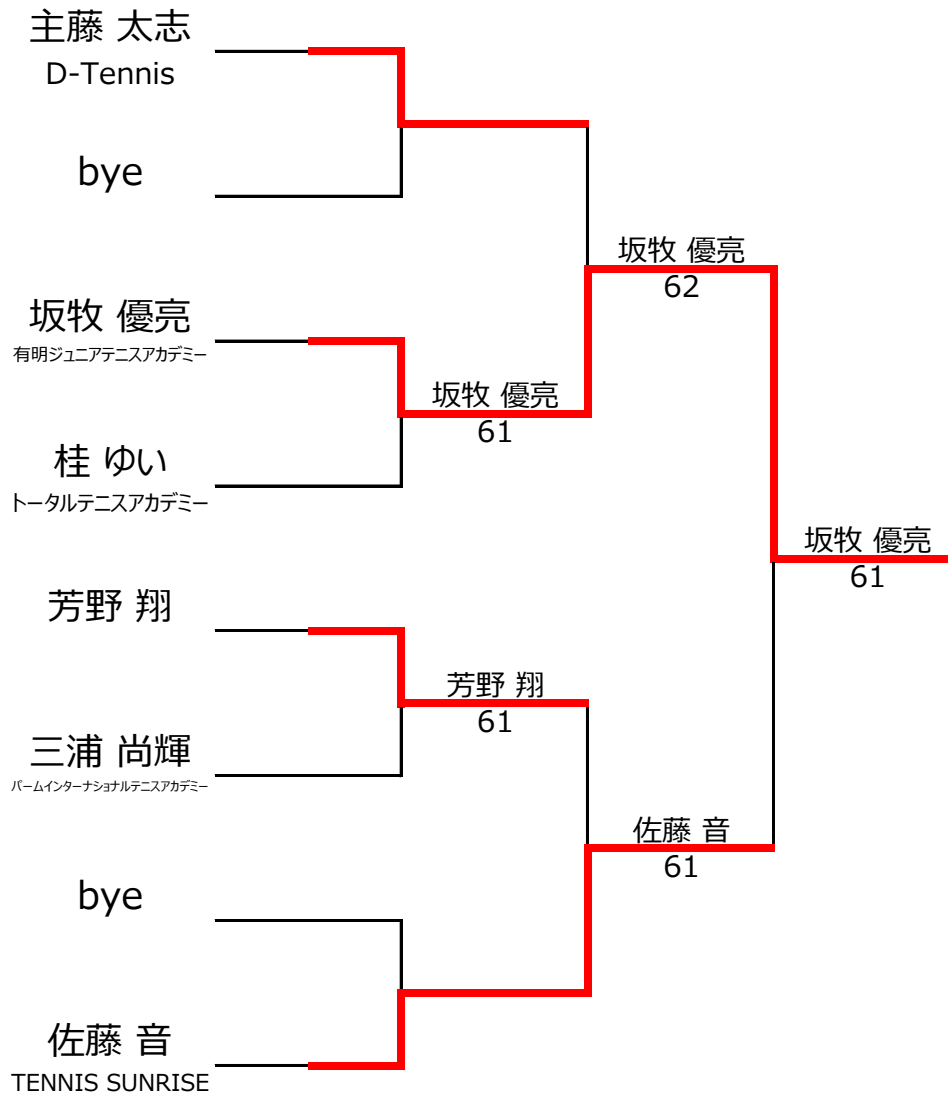 主藤 太志
D-Tennis
bye
坂牧 優亮
62
坂牧 優亮
有明ジュニアテニスアカデミー
坂牧 優亮
61
桂 ゆい
トータルテニスアカデミー
坂牧 優亮
61
芳野 翔
芳野 翔
61
三浦 尚輝
パームインターナショナルテニスアカデミー
佐藤 音
61
bye
佐藤 音
TENNIS SUNRISE